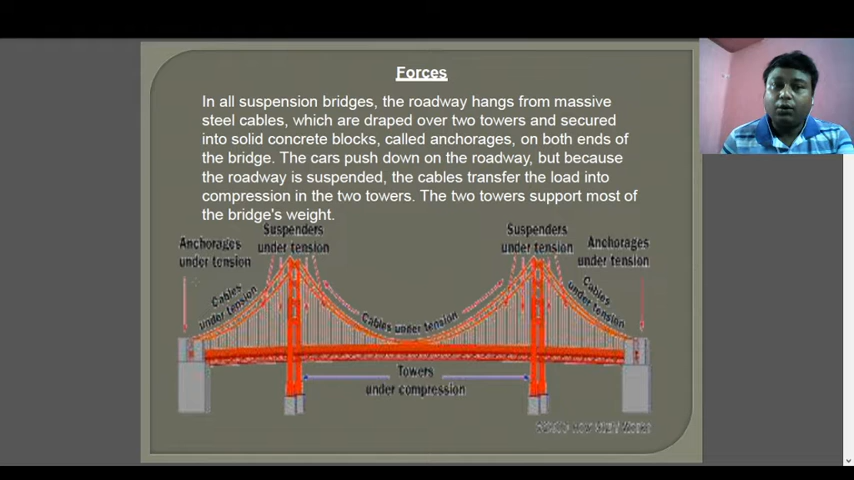 Forces
In all suspension bridges, the roadway hangs from massive
steel cables, which are draped over two towers and secured
into solid concrete blocks, called anchorages, on both ends of
the bridge. The cars push down on the roadway, but because
the roadway is suspended, the cables transfer the load into
compression in the two towers. The two towers support most of
the bridge's weight.
Anchorages
under tension
Suspenders
under tension
Suspenders
under tension
Anchorages
under tension
Cables
under tension
Cables under tension
Cables
under tension
Towers
under compression